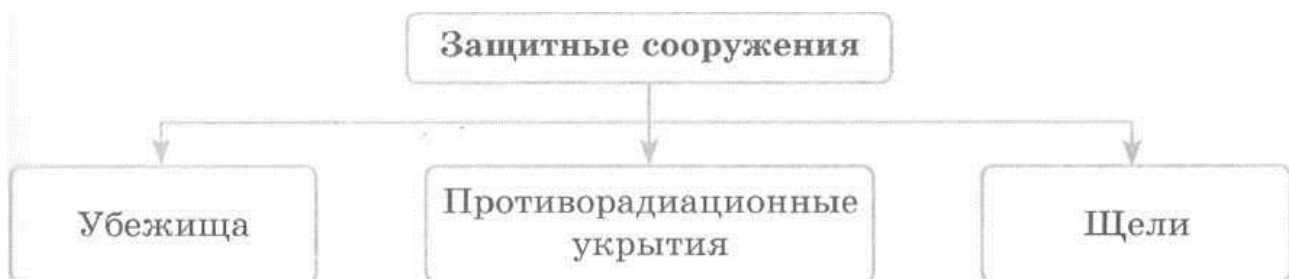 Защитные сооружения
Убежища
Противорадиационные
укрытия
Щели